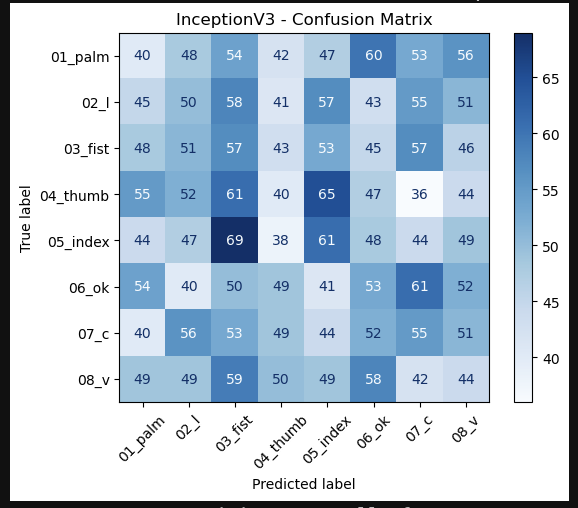 InceptionV3 - Confusion Matrix
01_palm 40 48 54 42 47 60 53 56
02_l 45 50 58 41 57 43 55 51
03_fist 48 51 57 43 53 45 57 46
04_thumb 55 52 61 40 65 47 36 44
05_index 44 47 69 38 61 48 44 49
06_ok 54 40 50 49 41 53 61 52
07_c 40 56 53 49 44 52 55 51
08_v 49 49 59 50 49 58 42 44
01_palm 02_l 03_fist 04_thumb 05_index 06_ok 07_c 08_v
Predicted label
True label
65
60
55
50
45
40